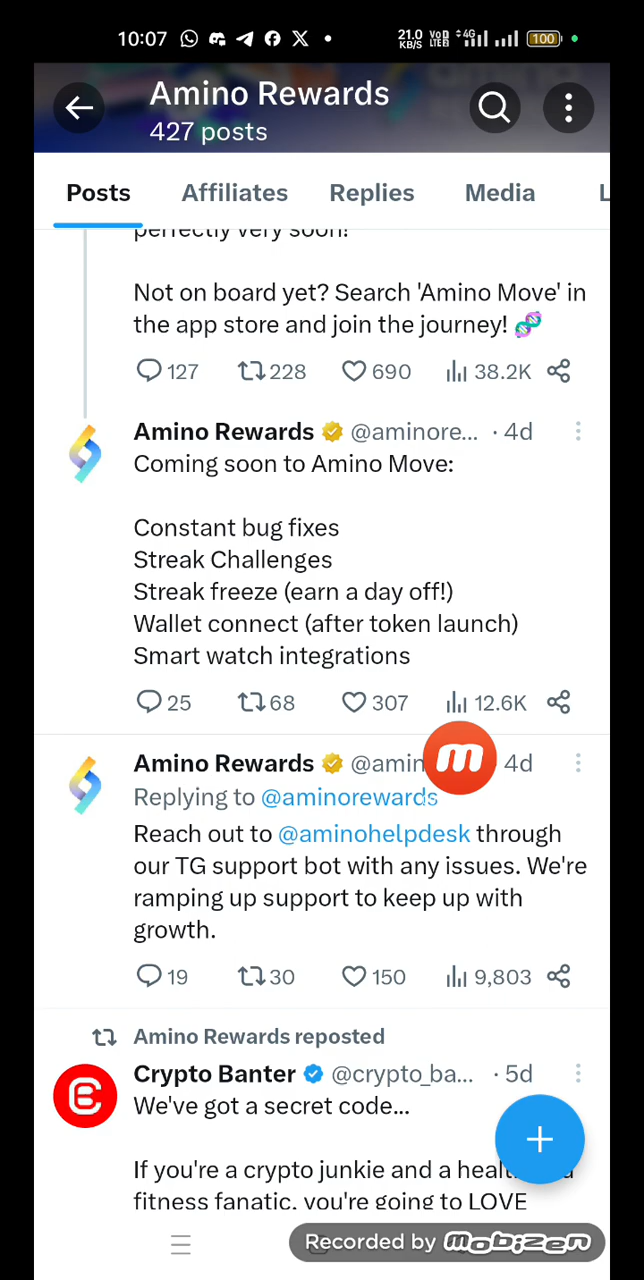 10:07
21.0 KB/S VoD LTE2 4G 100
Amino Rewards
427 posts
Posts Affiliates Replies Media L
perfectly very soon!
Not on board yet? Search 'Amino Move' in
the app store and join the journey!
127 228 690 38.2K
Amino Rewards @aminore... · 4d
Coming soon to Amino Move:
Constant bug fixes
Streak Challenges
Streak freeze (earn a day off!)
Wallet connect (after token launch)
Smart watch integrations
25 68 307 12.6K
Amino Rewards @amin 4d
Replying to @aminorewards
Reach out to @aminohelpdesk through
our TG support bot with any issues. We're
ramping up support to keep up with
growth.
19 30 150 9,803
Amino Rewards reposted
Crypto Banter @crypto_ba... · 5d
We've got a secret code...
If you're a crypto junkie and a heal
fitness fanatic, you're going to LOVE
Recorded by mobizen